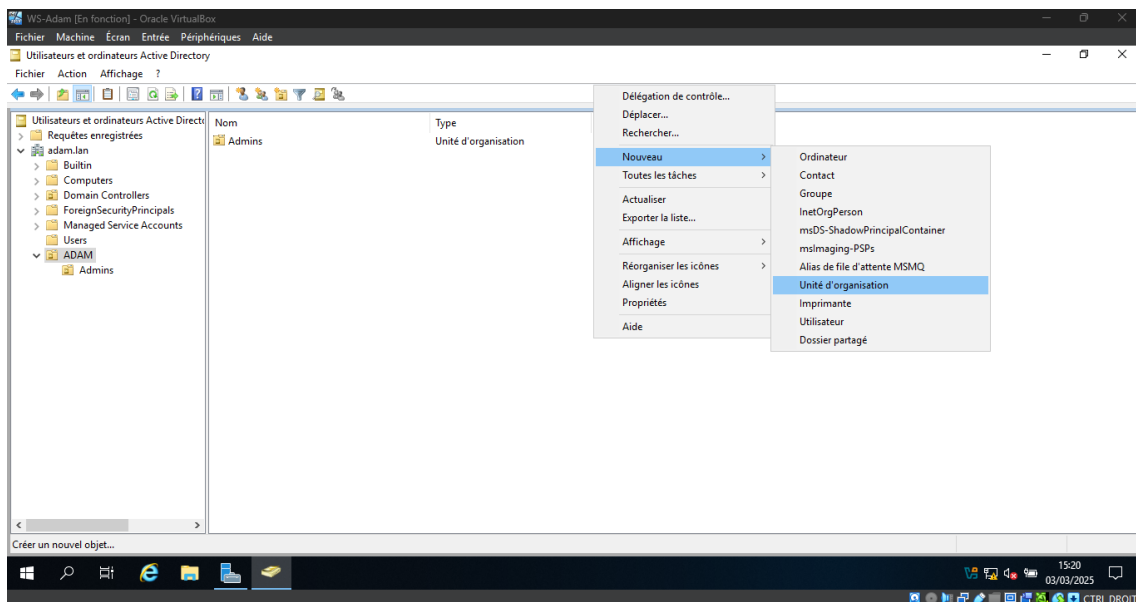 WS-Adam [En fonction] - Oracle VirtualBox
Fichier Machine Écran Entrée Périphériques Aide
Utilisateurs et ordinateurs Active Directory
Fichier Action Affichage ?
Utilisateurs et ordinateurs Active Directo
Requêtes enregistrées
adam.lan
Builtin
Computers
Domain Controllers
ForeignSecurityPrincipals
Managed Service Accounts
Users
ADAM
Admins
Nom Type
Admins Unité d'organisation
Délégation de contrôle...
Déplacer...
Rechercher...
Nouveau
Toutes les tâches
Actualiser
Exporter la liste...
Affichage
Réorganiser les icônes
Aligner les icônes
Propriétés
Aide
Ordinateur
Contact
Groupe
InetOrgPerson
msDS-ShadowPrincipalContainer
msImaging-PSPs
Alias de file d'attente MSMQ
Unité d'organisation
Imprimante
Utilisateur
Dossier partagé
Créer un nouvel objet...
15:20
03/03/2025
CTRL DROIT